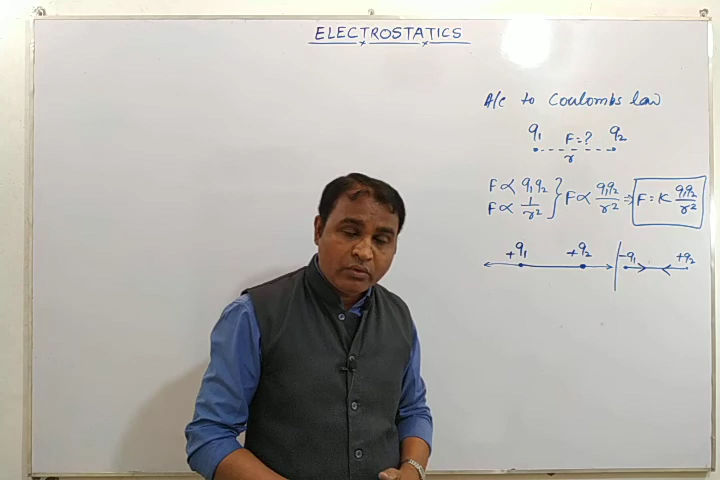 ELECTROSTATICS
A/c to Coulombs law
q1 F=? q2
r
F ∝ q1q2 } F ∝ q1q2/r² ⇒ F = K q1q2/r²
F ∝ 1/r²
+q1 +q2 -q1 +q2